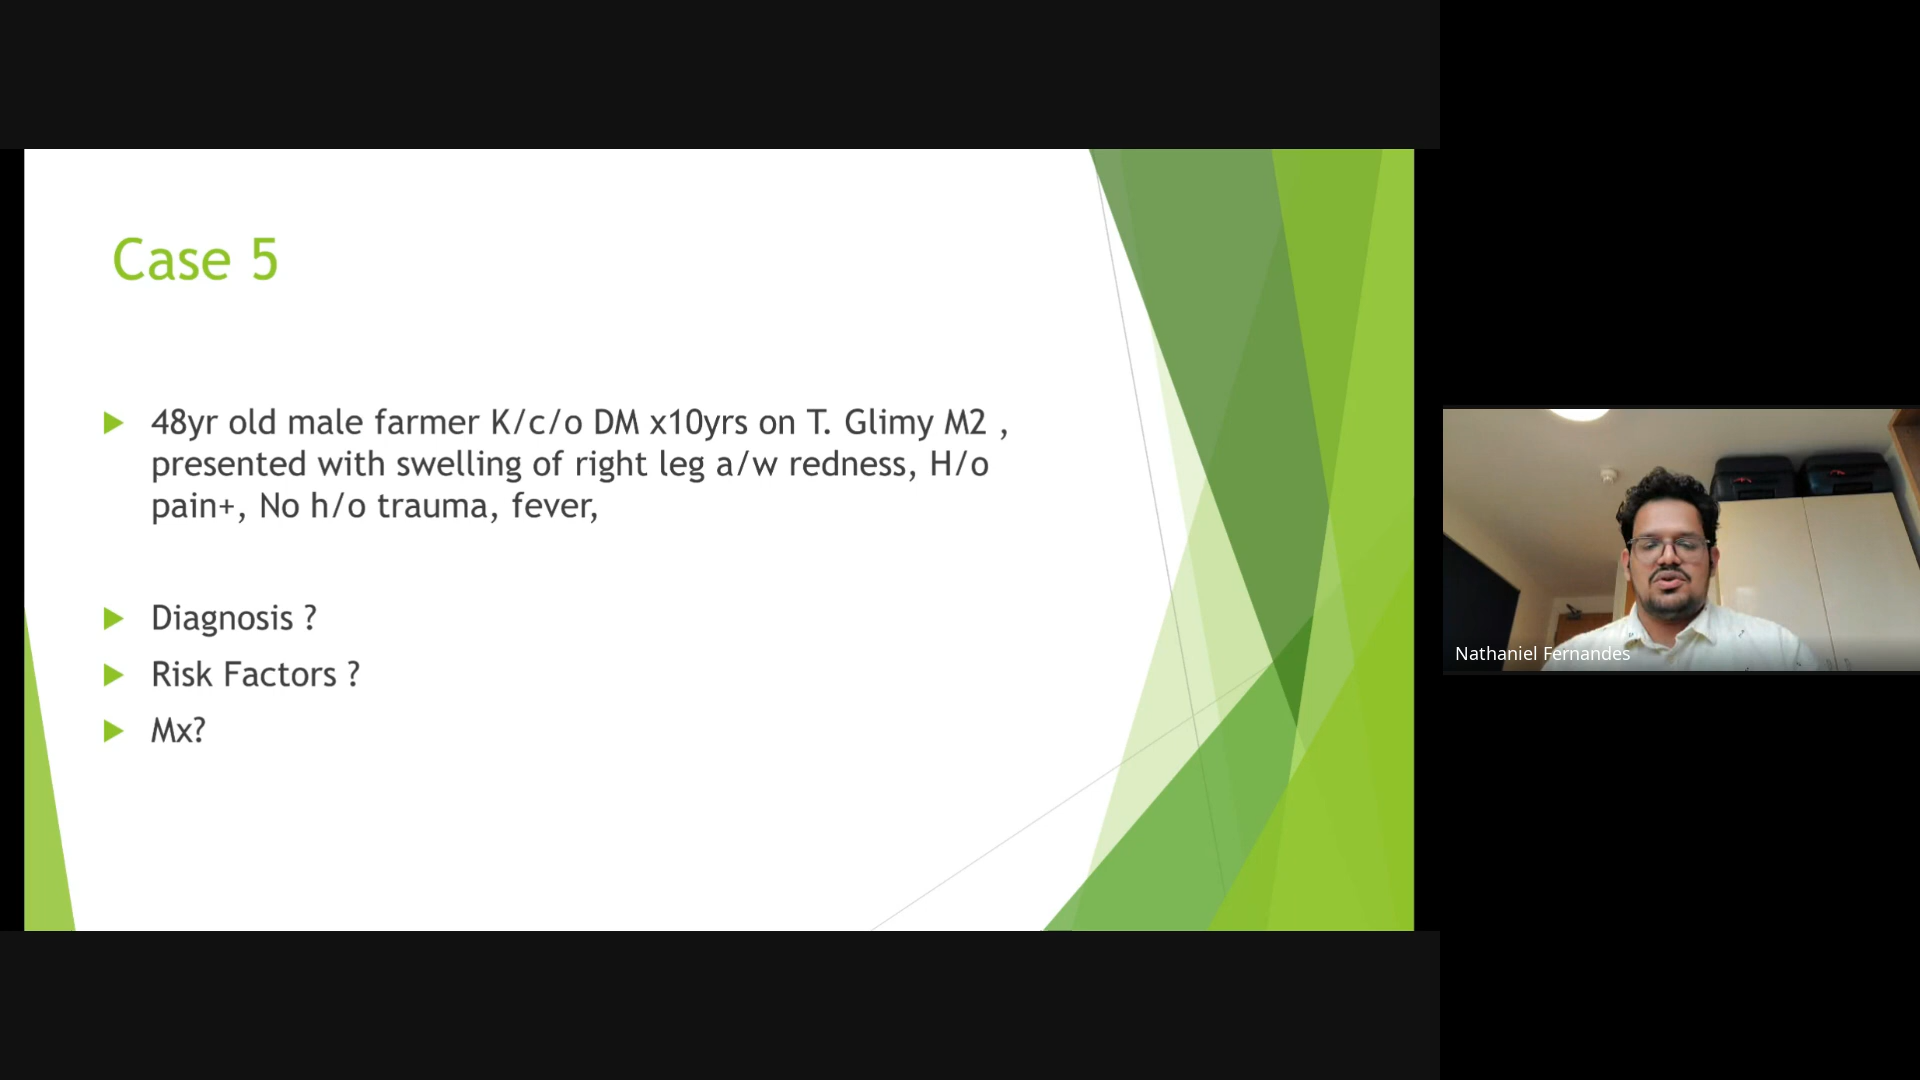 Case 5
48yr old male farmer K/c/o DM x10yrs on T. Glimy M2 ,
presented with swelling of right leg a/w redness, H/o
pain+, No h/o trauma, fever,
Diagnosis ?
Risk Factors ?
Mx?
Nathaniel Fernandes